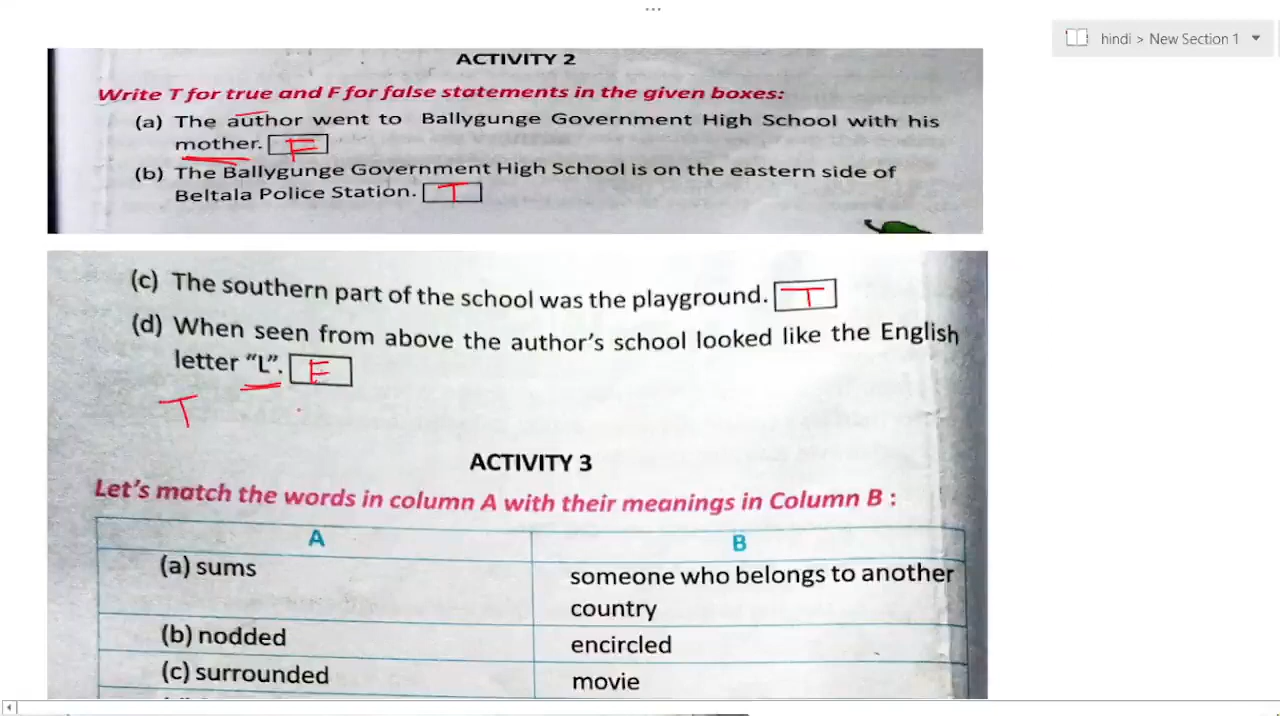 ...
hindi > New Section 1
ACTIVITY 2
Write T for true and F for false statements in the given boxes:
(a) The author went to Ballygunge Government High School with his
mother. F
(b) The Ballygunge Government High School is on the eastern side of
Beltala Police Station. T
(c) The southern part of the school was the playground. T
(d) When seen from above the author's school looked like the English
letter "L". F
T
ACTIVITY 3
Let's match the words in column A with their meanings in Column B :
A B
(a) sums someone who belongs to another
country
(b) nodded encircled
(c) surrounded movie